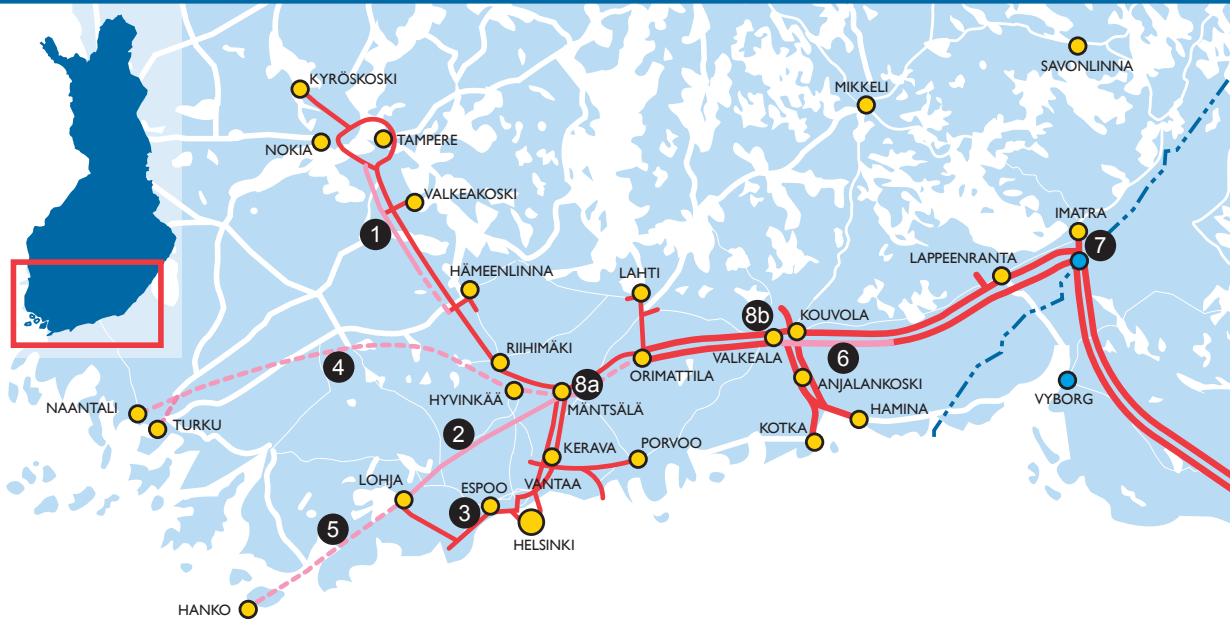 SAVONLINNA
KYRÖSKOSKI
MIKKELI
NOKIA
TAMPERE
VALKEAKOSKI
1
IMATRA
7
LAPPEENRANTA
HÄMEENLINNA
LAHTI
8b
KOUVOLA
RIIHIMÄKI
4
VALKEALA
6
ORIMATTILA
8a
ANJALANKOSKI
HYVINKÄÄ
MÄNTSÄLÄ
VYBORG
NAANTALI
HAMINA
TURKU
2
KOTKA
KERAVA
PORVOO
LOHJA
ESPOO
VANTAA
3
5
HELSINKI
HANKO